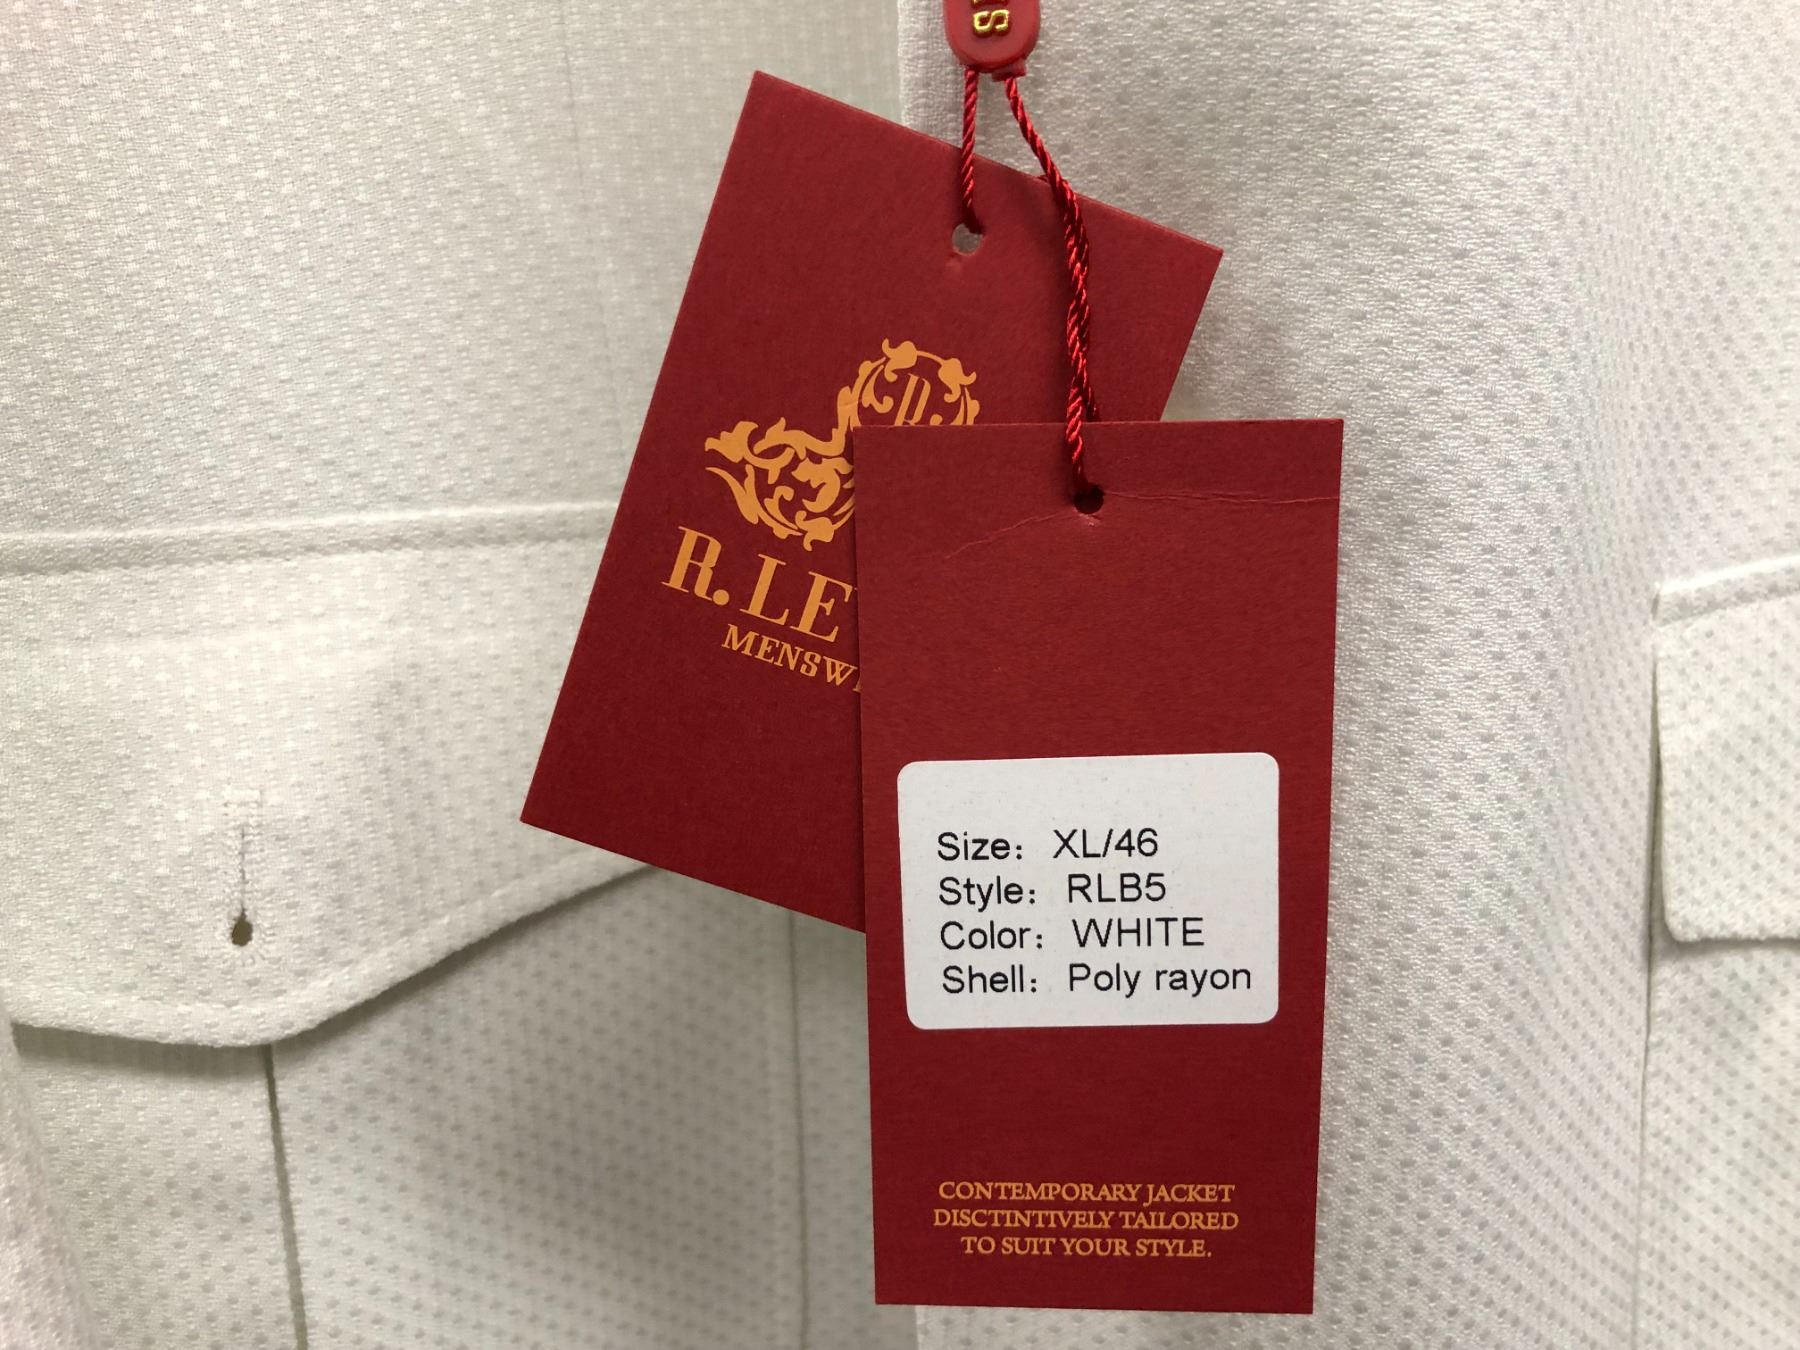 R.
R. LE
MENSW
Size: XL/46
Style: RLB5
Color: WHITE
Shell: Poly rayon
CONTEMPORARY JACKET
DISCTINTIVELY TAILORED
TO SUIT YOUR STYLE.